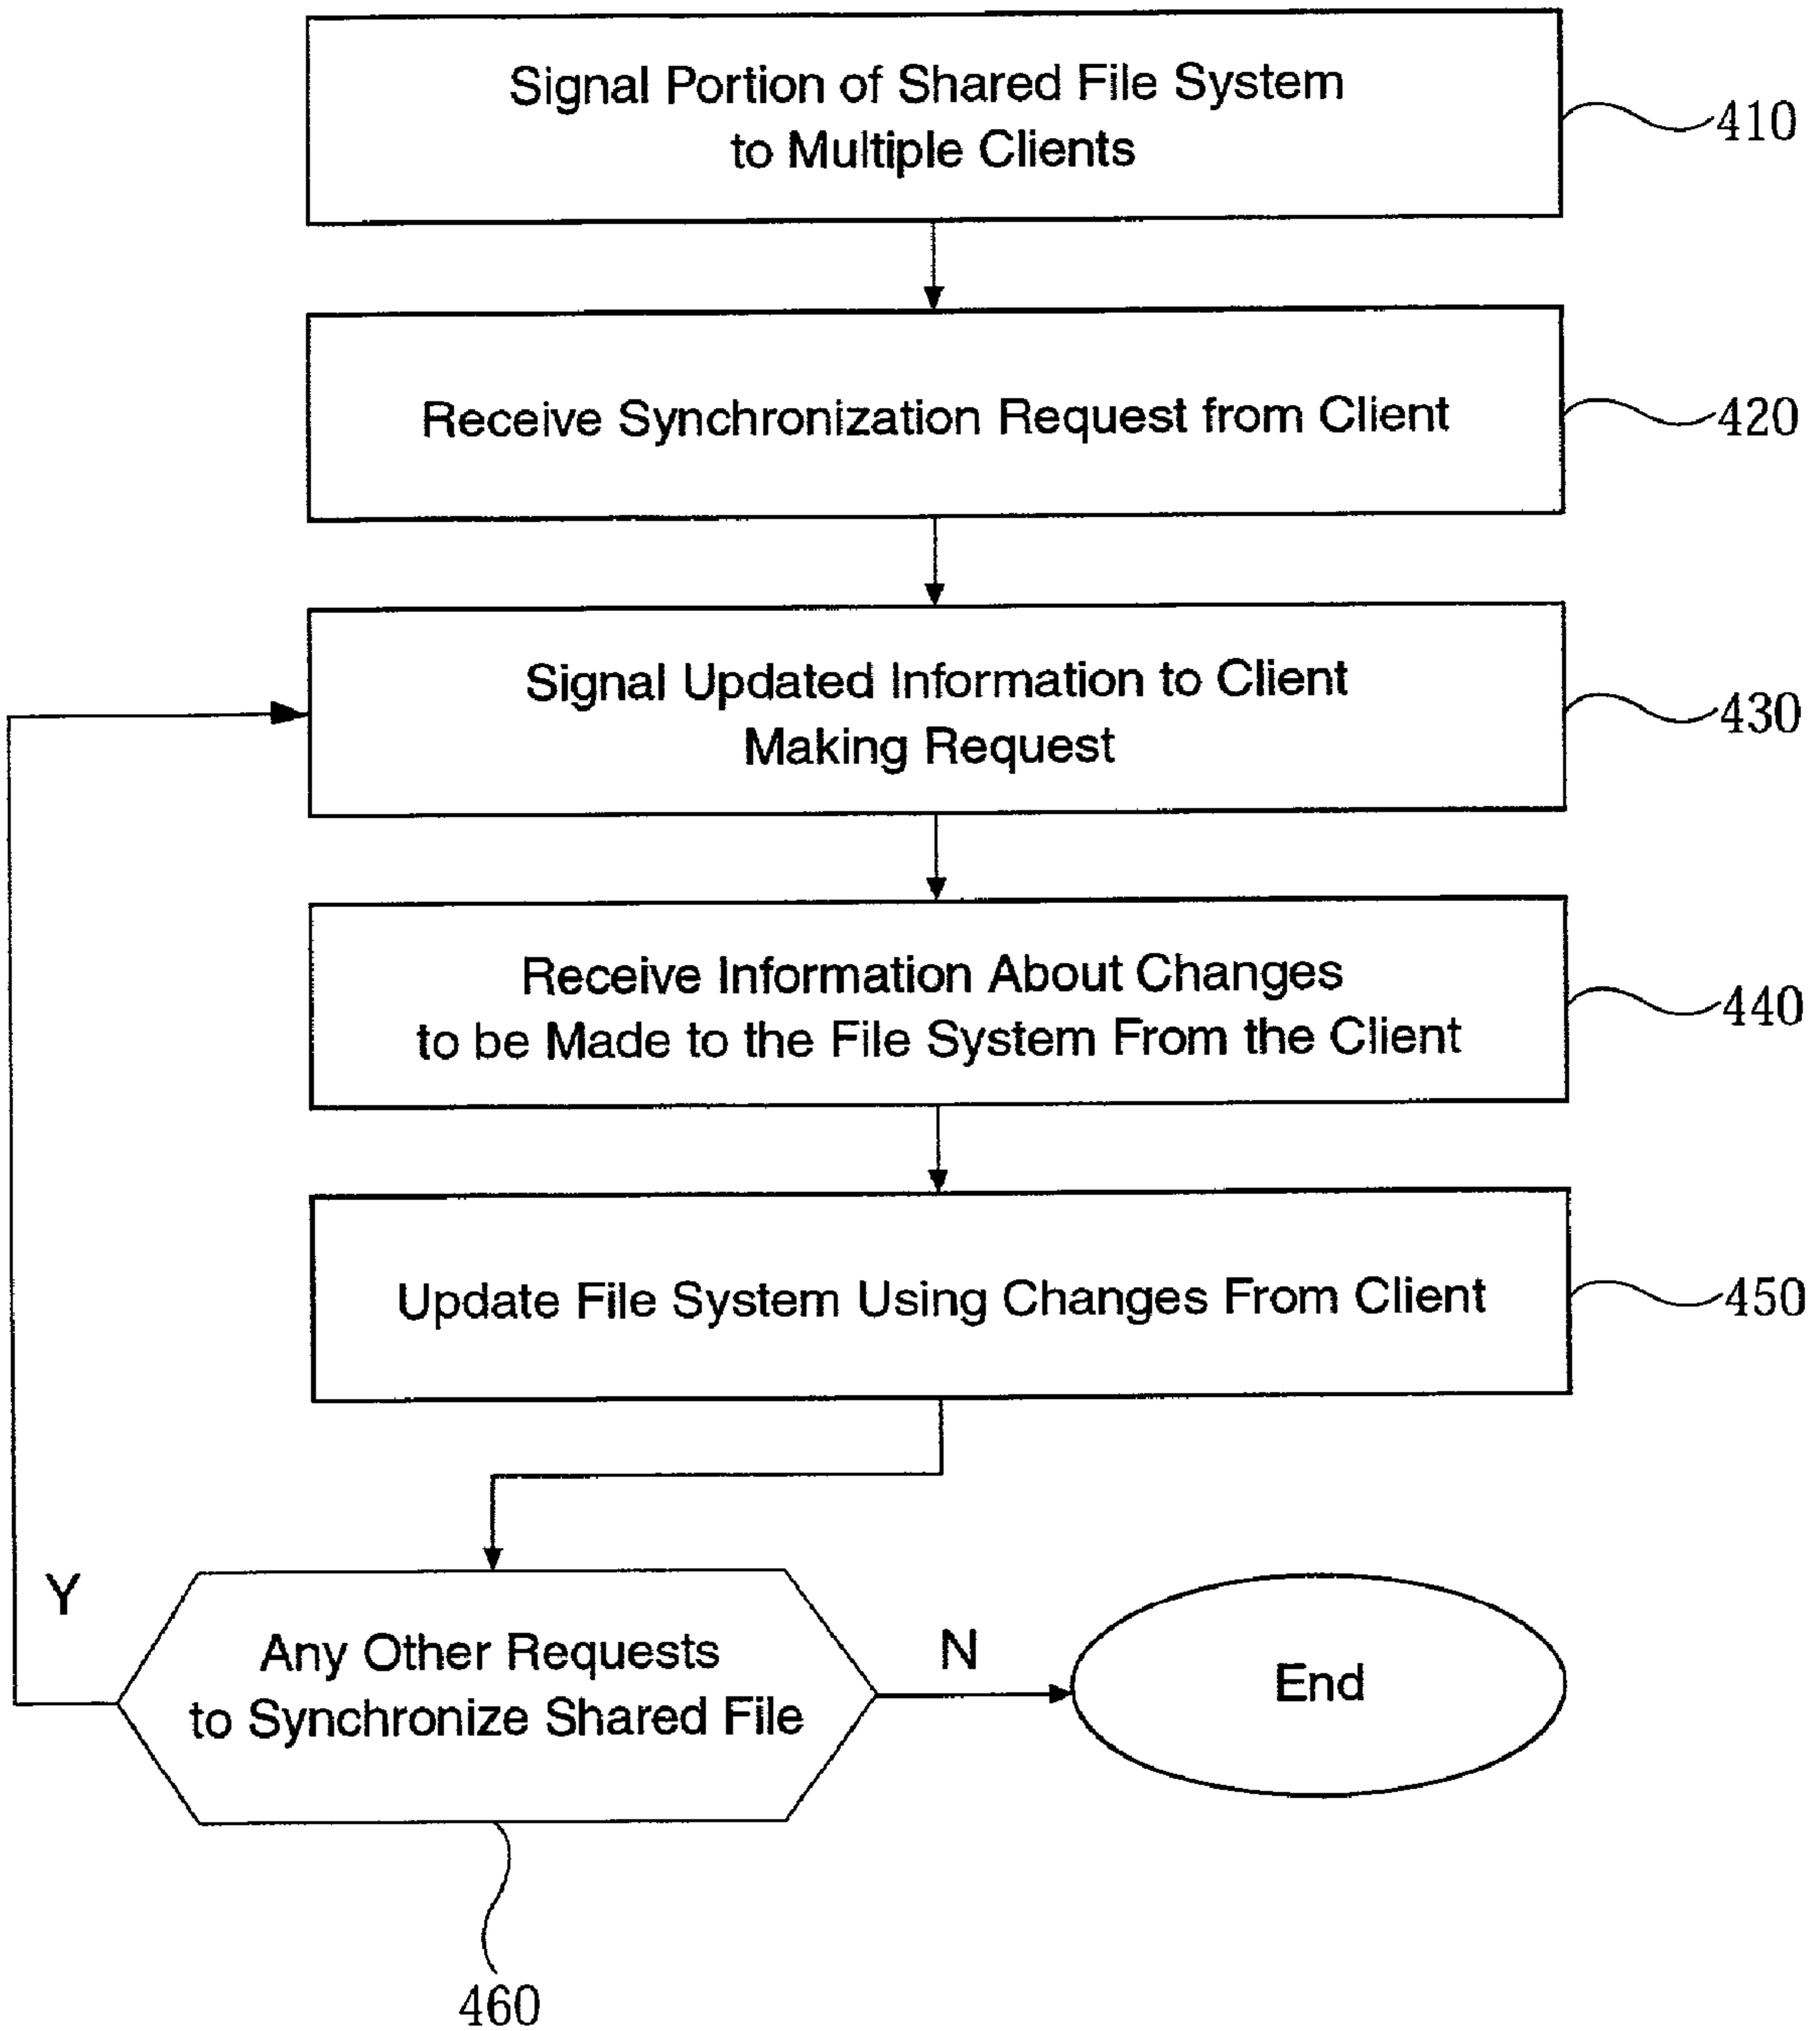 Signal Portion of Shared File System
to Multiple Clients
410
Receive Synchronization Request from Client
420
Signal Updated Information to Client
Making Request
430
Receive Information About Changes
to be Made to the File System From the Client
440
Update File System Using Changes From Client
450
Y
Any Other Requests
to Synchronize Shared File
N
End
460